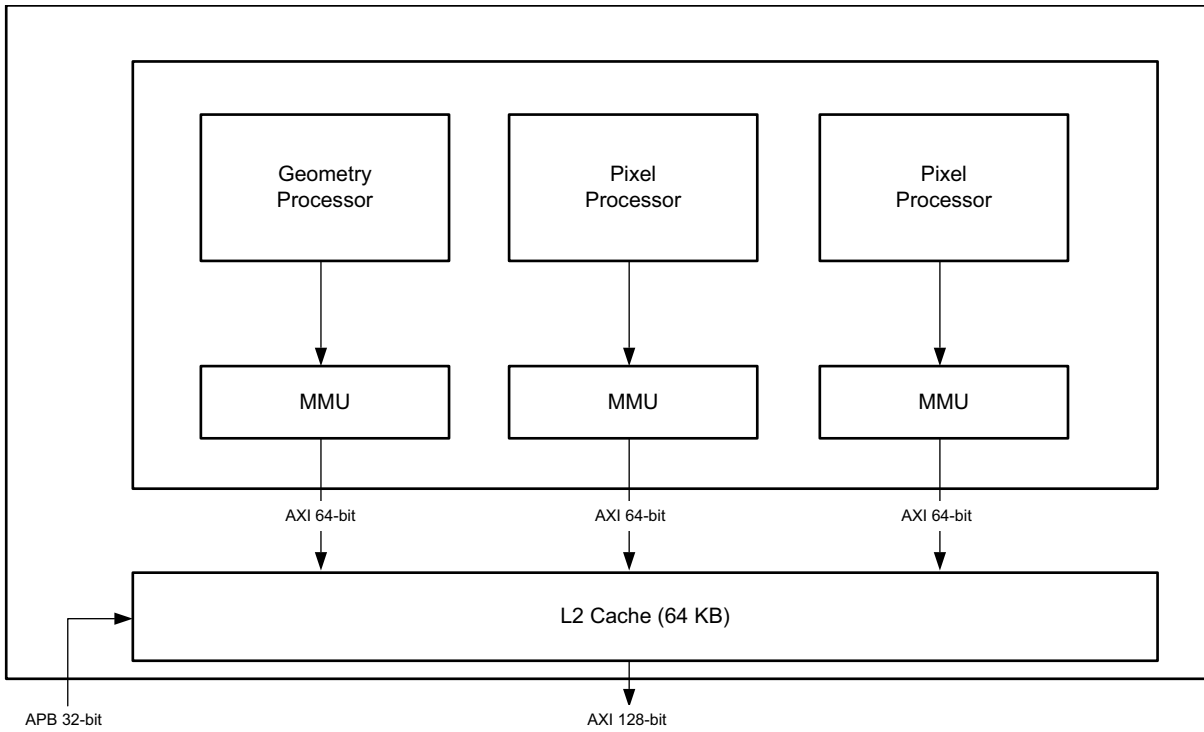 Geometry
Processor
Pixel
Processor
Pixel
Processor
MMU
MMU
MMU
AXI 64-bit
AXI 64-bit
AXI 64-bit
L2 Cache (64 KB)
APB 32-bit
AXI 128-bit